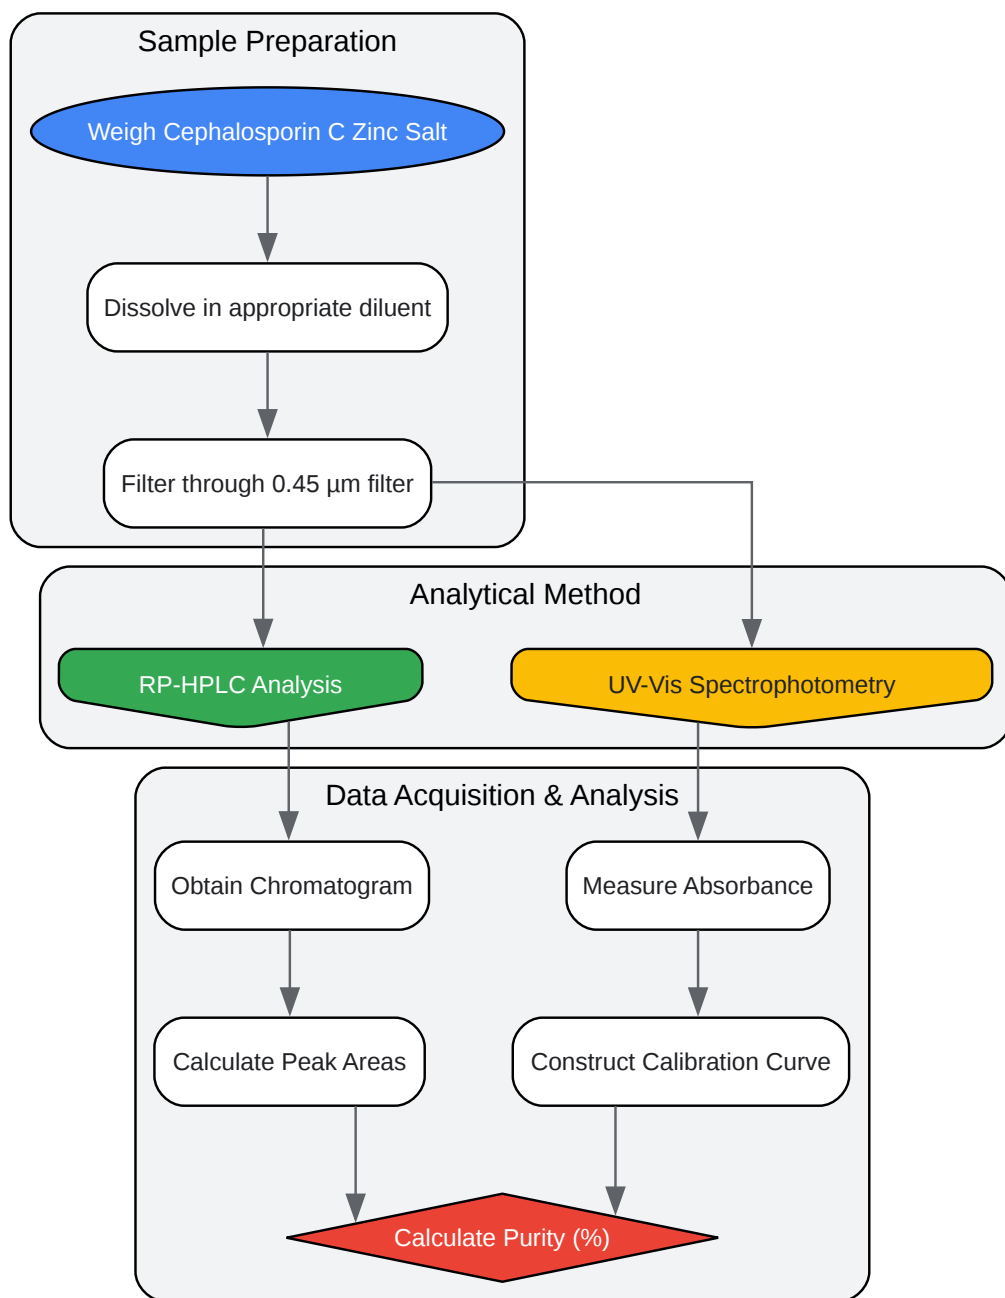 Sample Preparation
Weigh Cephalosporin C Zinc Salt
Dissolve in appropriate diluent
Filter through 0.45 µm filter
Analytical Method
RP-HPLC Analysis
UV-Vis Spectrophotometry
Data Acquisition & Analysis
Obtain Chromatogram
Measure Absorbance
Calculate Peak Areas
Construct Calibration Curve
Calculate Purity (%)